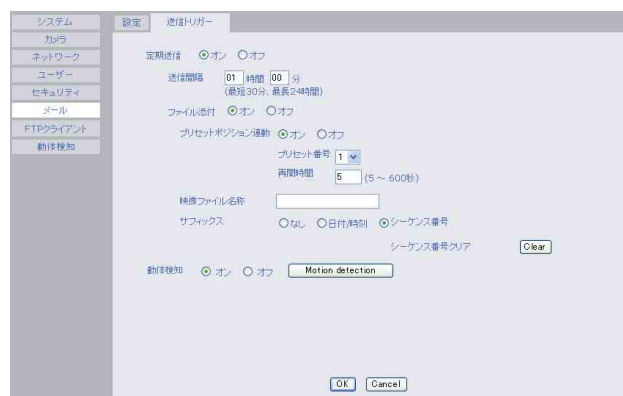 システム
カメラ
ネットワーク
ユーザー
セキュリティ
メール
FTPクライアント
動体検知
設定 送信トリガー
定期送信 オン オフ
送信間隔 01 時間 00 分
(最短30分、最長24時間)
ファイル添付 オン オフ
プリセットポジション連動 オン オフ
プリセット番号 1
再開時間 5 (5 ~ 600秒)
映像ファイル名称
サフィックス なし 日付/時刻 シーケンス番号
シーケンス番号クリア Clear
動体検知 オン オフ Motion detection
OK Cancel